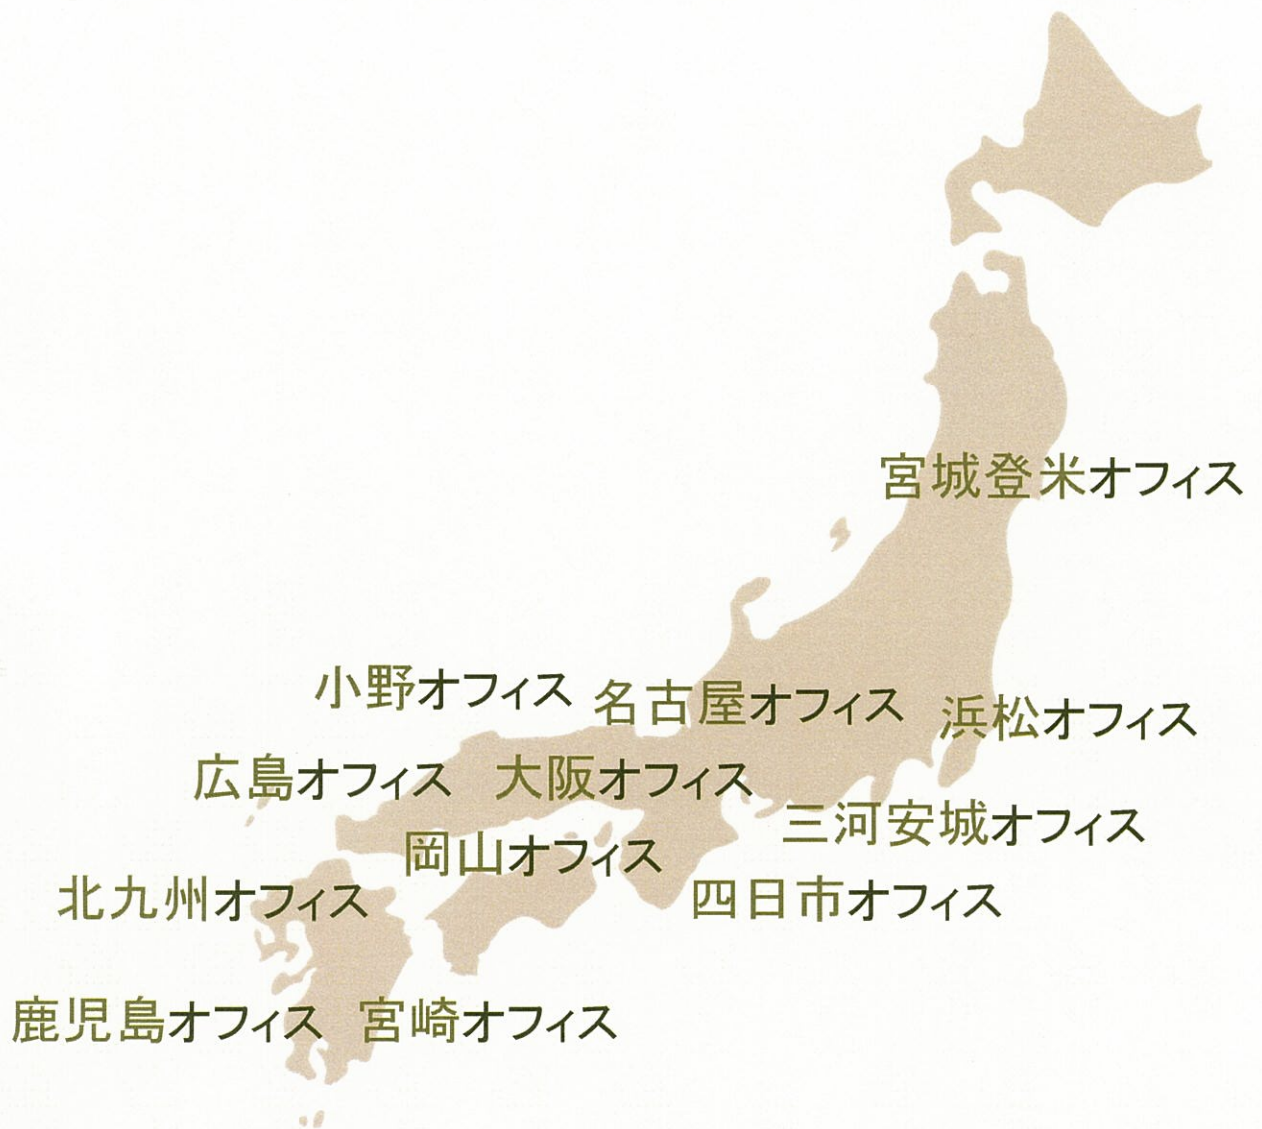 宮城登米オフィス
小野オフィス
名古屋オフィス
浜松オフィス
広島オフィス
大阪オフィス
三河安城オフィス
岡山オフィス
北九州オフィス
四日市オフィス
鹿児島オフィス
宮崎オフィス